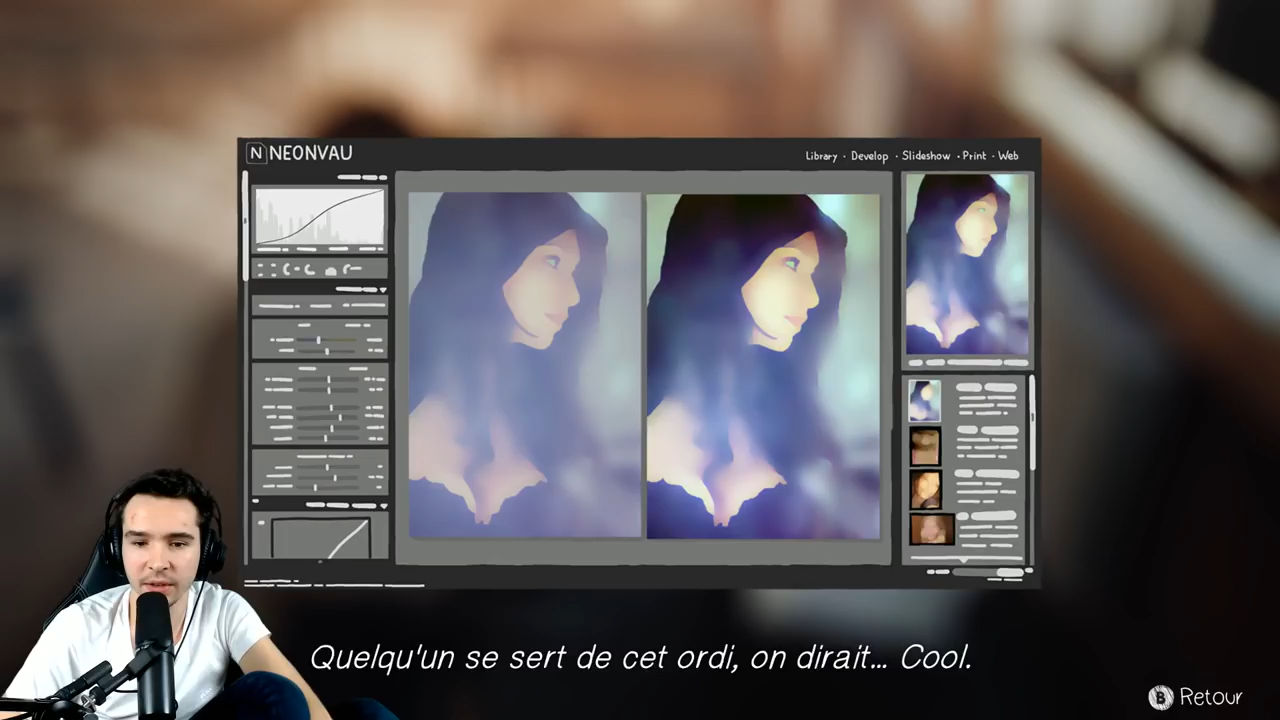 N NEONVAU
Library · Develop · Slideshow · Print · Web
Quelqu'un se sert de cet ordi, on dirait... Cool.
B Retour